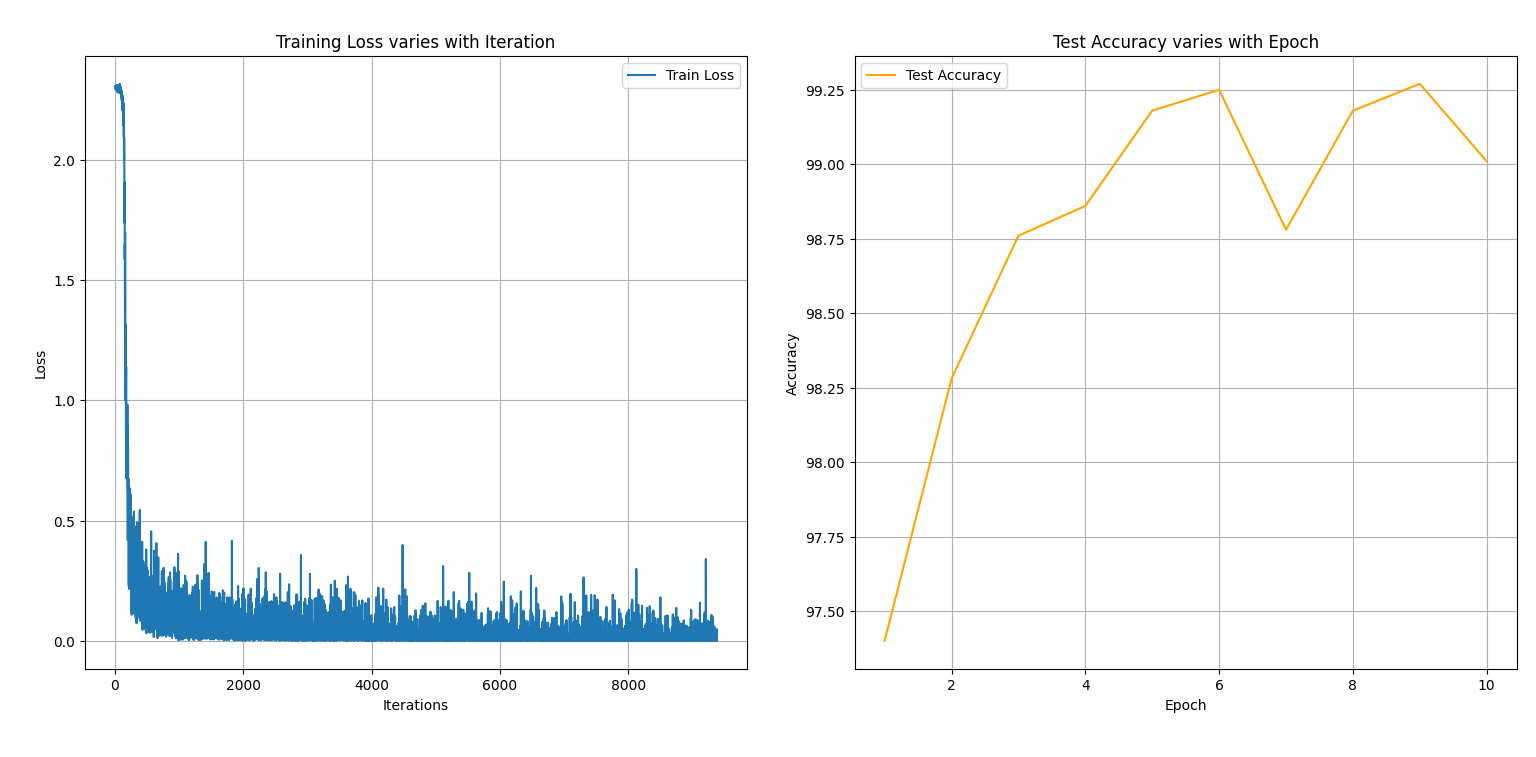 Training Loss varies with Iteration
Train Loss
2.0
1.5
1.0
0.5
0.0
Loss
0 2000 4000 6000 8000
Iterations
Test Accuracy varies with Epoch
Test Accuracy
99.25
99.00
98.75
98.50
98.25
98.00
97.75
97.50
Accuracy
2 4 6 8 10
Epoch